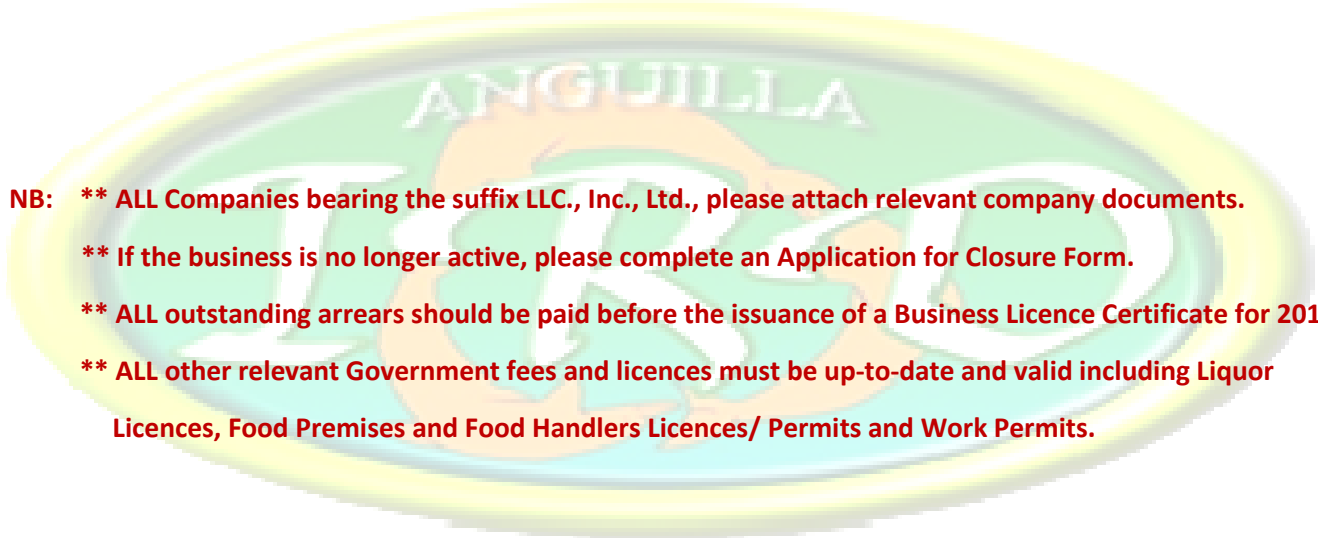 ANGUILLA
IRD
NB: ** ALL Companies bearing the suffix LLC., Inc., Ltd., please attach relevant company documents.
** If the business is no longer active, please complete an Application for Closure Form.
** ALL outstanding arrears should be paid before the issuance of a Business Licence Certificate for 201
** ALL other relevant Government fees and licences must be up-to-date and valid including Liquor
Licences, Food Premises and Food Handlers Licences/ Permits and Work Permits.